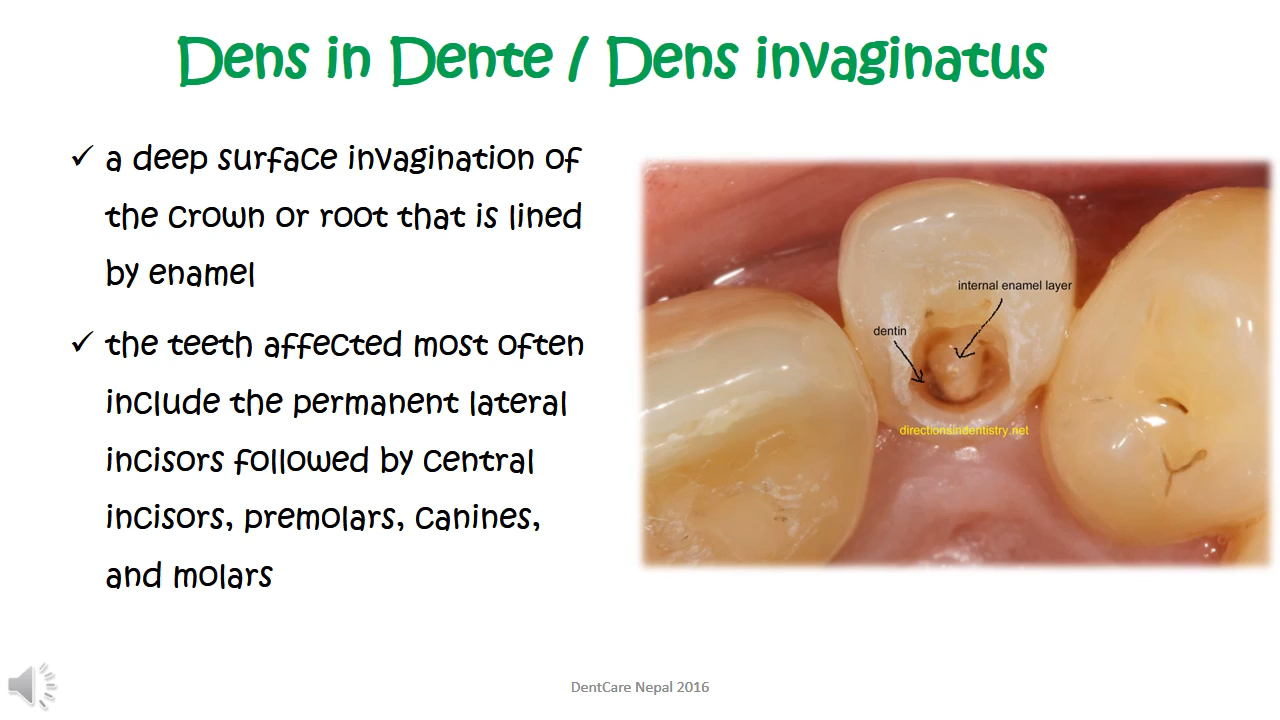 Dens in Dente / Dens invaginatus
✓ a deep surface invagination of
the crown or root that is lined
by enamel
✓ the teeth affected most often
include the permanent lateral
incisors followed by central
incisors, premolars, canines,
and molars
internal enamel layer
dentin
directionsindentistry.net
DentCare Nepal 2016